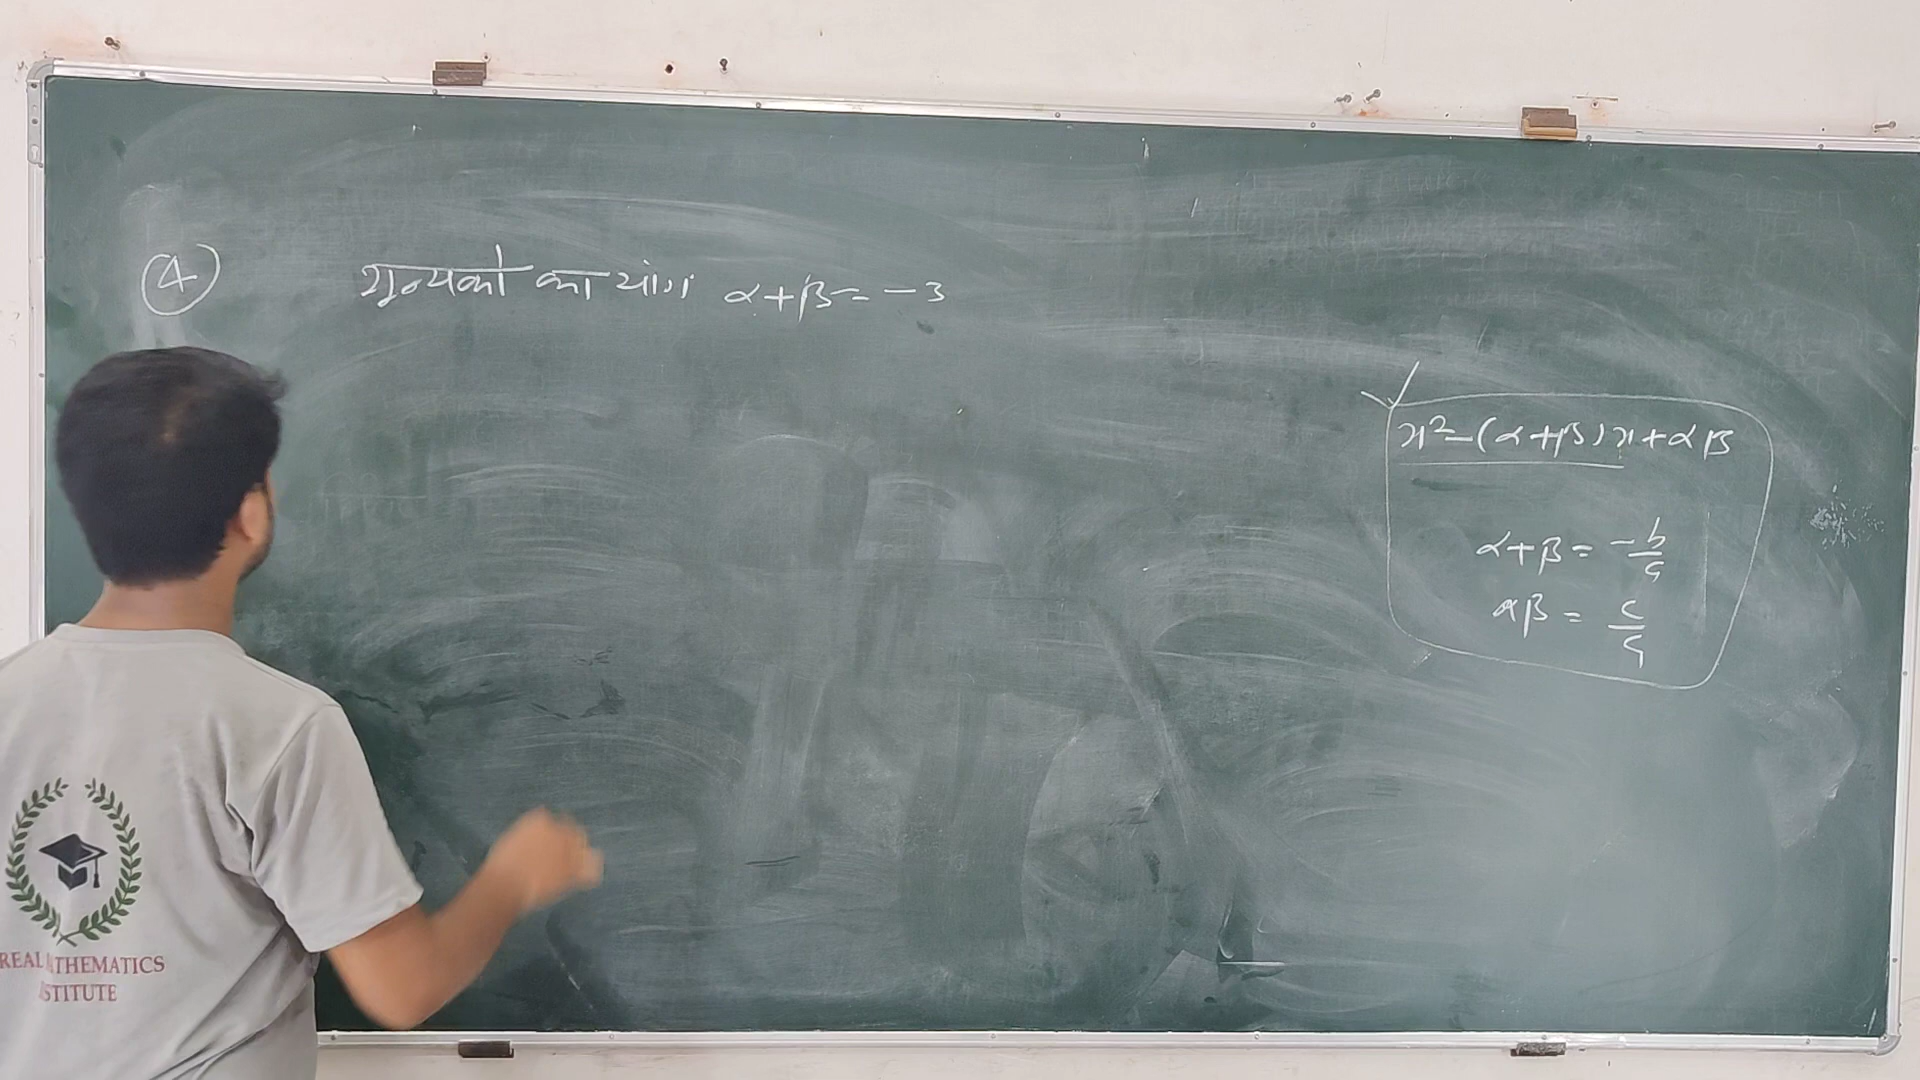 ④ शून्यकों का योग α+β = -3
x² - (α+β)x + αβ
α+β = -b/a
αβ = c/a
REAL MATHEMATICS
INSTITUTE